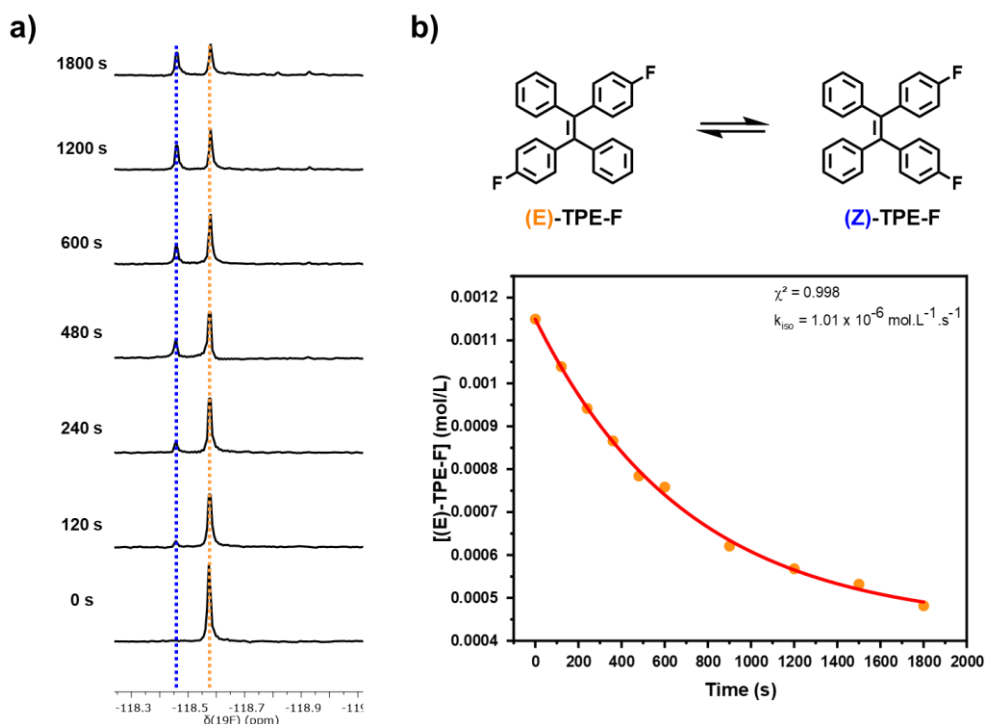 a)
1800 s
1200 s
600 s
480 s
240 s
120 s
0 s
-118.3 -118.5 -118.7 -118.9 -119
δ(19F) (ppm)
b)
F
F
(E)-TPE-F
F
F
(Z)-TPE-F
χ² = 0.998
k_iso = 1.01 x 10⁻⁶ mol.L⁻¹.s⁻¹
[(E)-TPE-F] (mol/L)
0.0012
0.0011
0.001
0.0009
0.0008
0.0007
0.0006
0.0005
0.0004
0 200 400 600 800 1000 1200 1400 1600 1800 2000
Time (s)